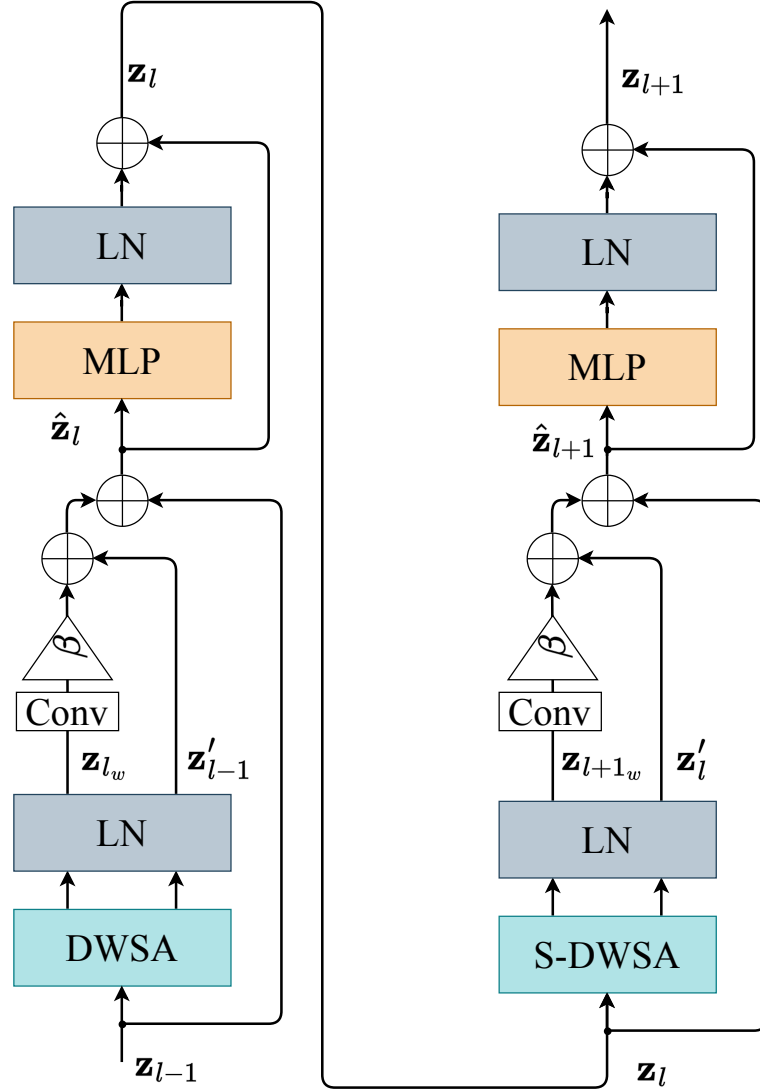 𝐳_l
LN
MLP
ẑ_l
β
Conv
𝐳_{l_w} 𝐳′_{l−1}
LN
DWSA
𝐳_{l−1}
𝐳_{l+1}
LN
MLP
ẑ_{l+1}
β
Conv
𝐳_{l+1_w} 𝐳′_l
LN
S-DWSA
𝐳_l